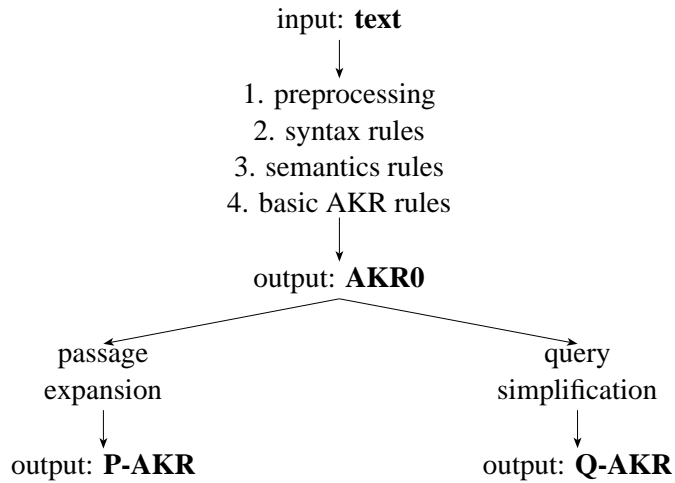 input: text
1. preprocessing
2. syntax rules
3. semantics rules
4. basic AKR rules
output: AKR0
passage
expansion
output: P-AKR
query
simplification
output: Q-AKR